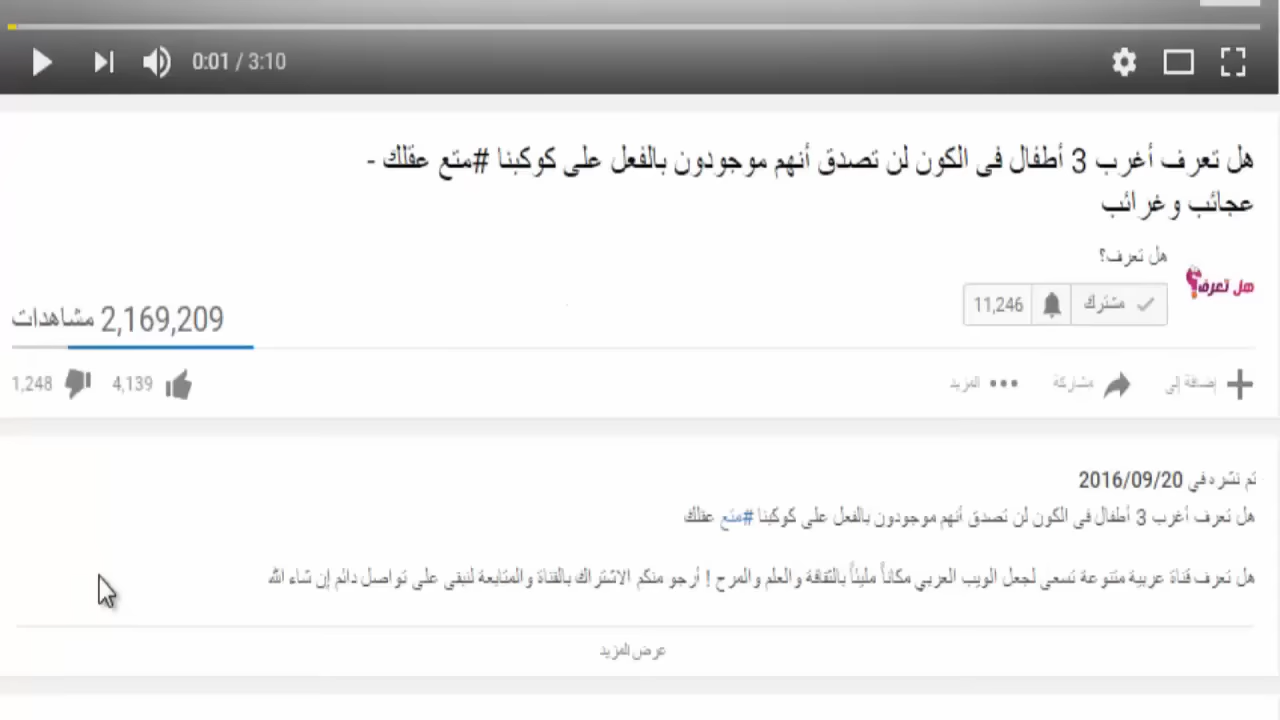 0:01 / 3:10
هل تعرف أغرب 3 أطفال فى الكون لن تصدق أنهم موجودون بالفعل على كوكبنا #متع عقلك -
عجائب وغرائب
هل تعرف؟
هل تعرف؟
مشترك 11,246
2,169,209 مشاهدات
إضافة إلى مشاركة المزيد 4,139 1,248
تم نشره في 2016/09/20
هل تعرف أغرب 3 أطفال فى الكون لن تصدق أنهم موجودون بالفعل على كوكبنا #متع عقلك
هل تعرف قناة عربية متنوعة تسعى لجعل الويب العربي مكاناً مليئاً بالثقافة والعلم والمرح ! أرجو منكم الاشتراك بالقناة والمتابعة لنبقى على تواصل دائم إن شاء الله
عرض المزيد